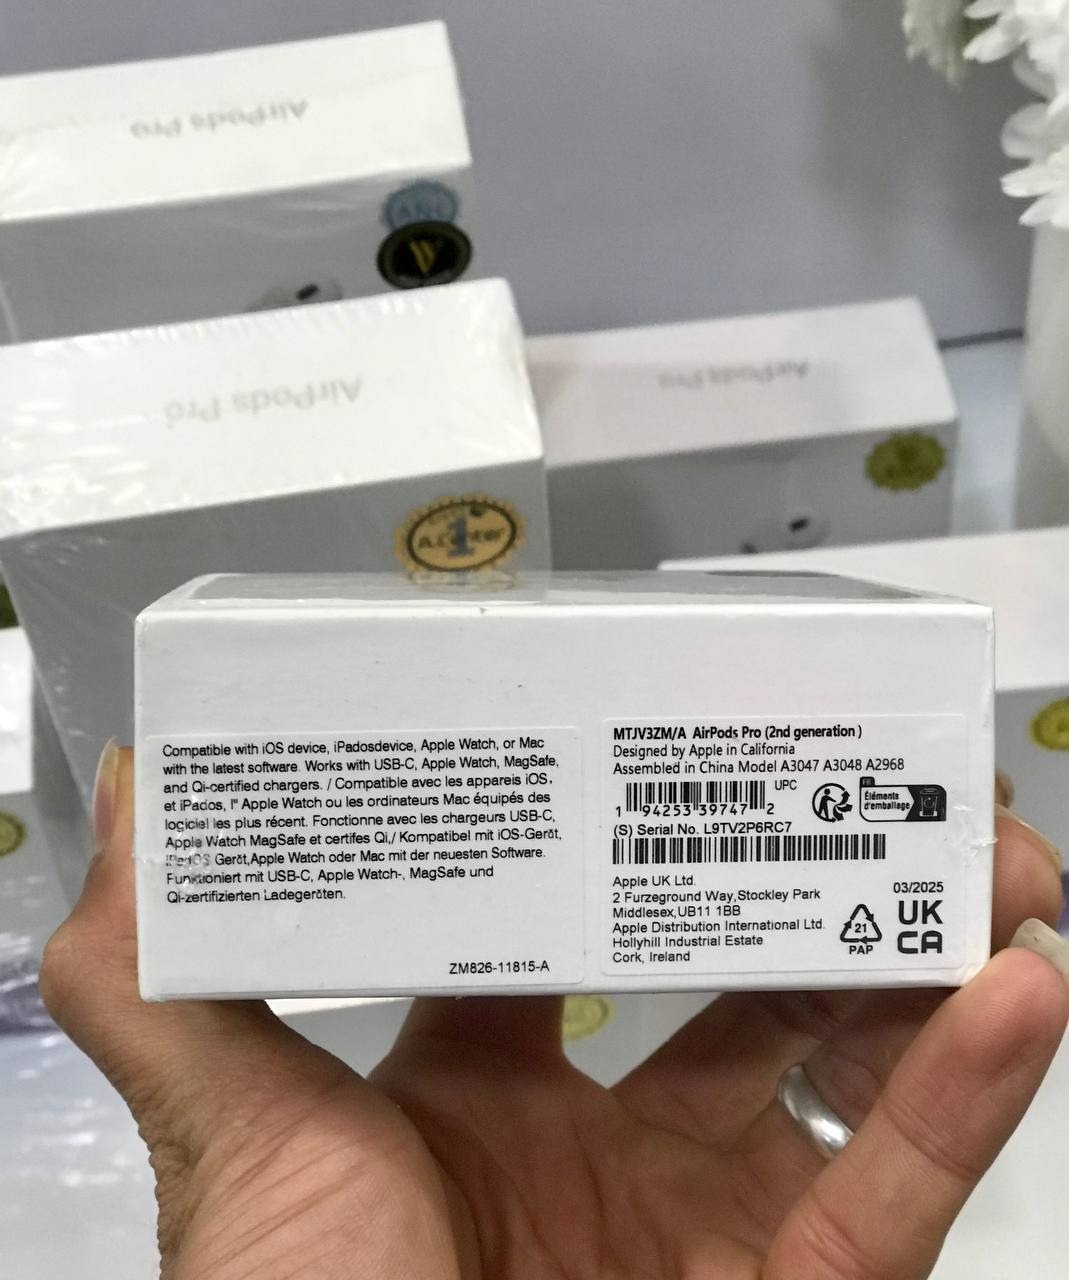 AirPods Pro
AirPods Pro
AirPods Pro
1
Compatible with iOS device, iPadosdevice, Apple Watch, or Mac
with the latest software. Works with USB-C, Apple Watch, MagSafe,
and Qi-certified chargers. / Compatible avec les appareis iOS,
et iPados, l" Apple Watch ou les ordinateurs Mac équipés des
logiciel les plus récent. Fonctionne avec les chargeurs USB-C,
Apple Watch MagSafe et certifes Qi,/ Kompatibel mit iOS-Gerät,
iPadOS Gerät,Apple Watch oder Mac mit der neuesten Software.
Funktioniert mit USB-C, Apple Watch-, MagSafe und
Qi-zertifizierten Ladegeräten.
ZM826-11815-A
MTJV3ZM/A AirPods Pro (2nd generation )
Designed by Apple in California
Assembled in China Model A3047 A3048 A2968
UPC
1 94253 39747 2
FR
Éléments
d'emballage
(S) Serial No. L9TV2P6RC7
Apple UK Ltd.
2 Furzeground Way,Stockley Park
Middlesex,UB11 1BB
Apple Distribution International Ltd.
Hollyhill Industrial Estate
Cork, Ireland
21
PAP
03/2025
UK
CA